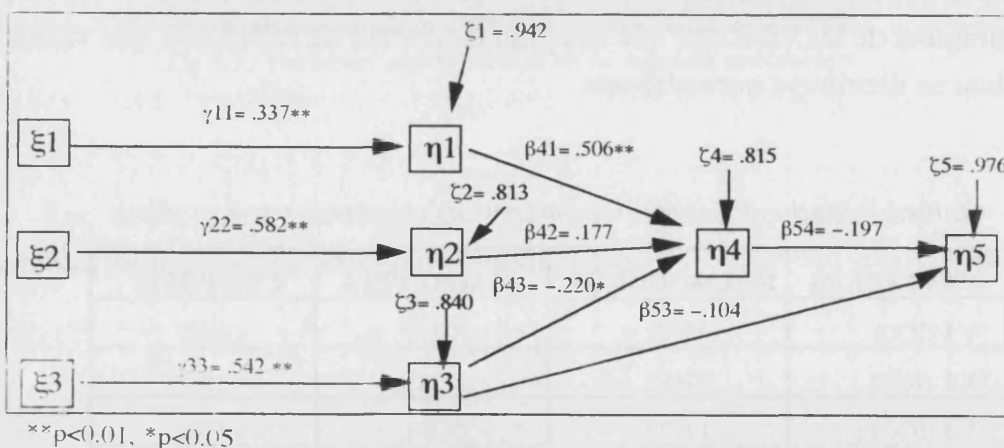 ζ1 = .942
γ11= .337**
ξ1
η1
β41= .506**
ζ4= .815
ζ5= .976
ζ2= .813
γ22= .582**
β42= .177
β54= −.197
ξ2
η2
η4
η5
β43= −.220*
ζ3= .840
β53= −.104
γ33= .542 **
ξ3
η3
**p<0.01, *p<0.05